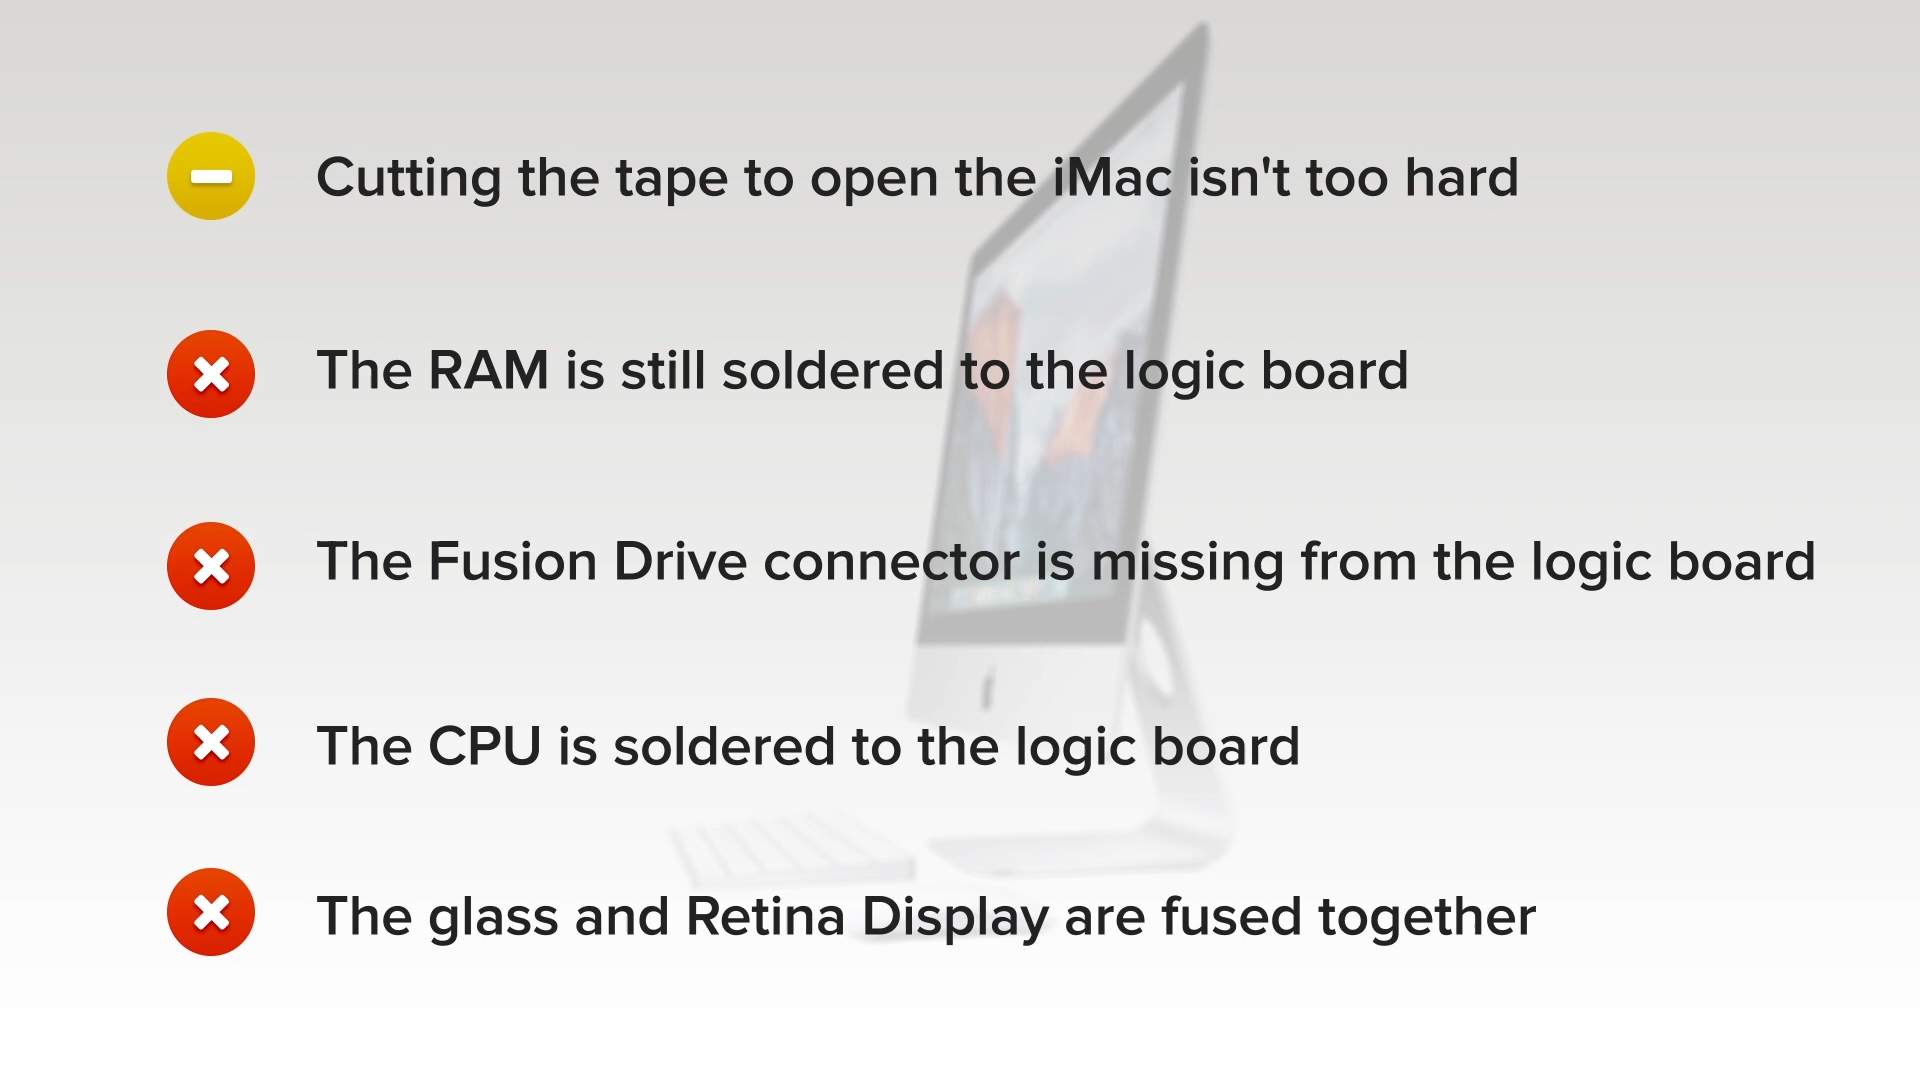 Cutting the tape to open the iMac isn't too hard
The RAM is still soldered to the logic board
The Fusion Drive connector is missing from the logic board
The CPU is soldered to the logic board
The glass and Retina Display are fused together